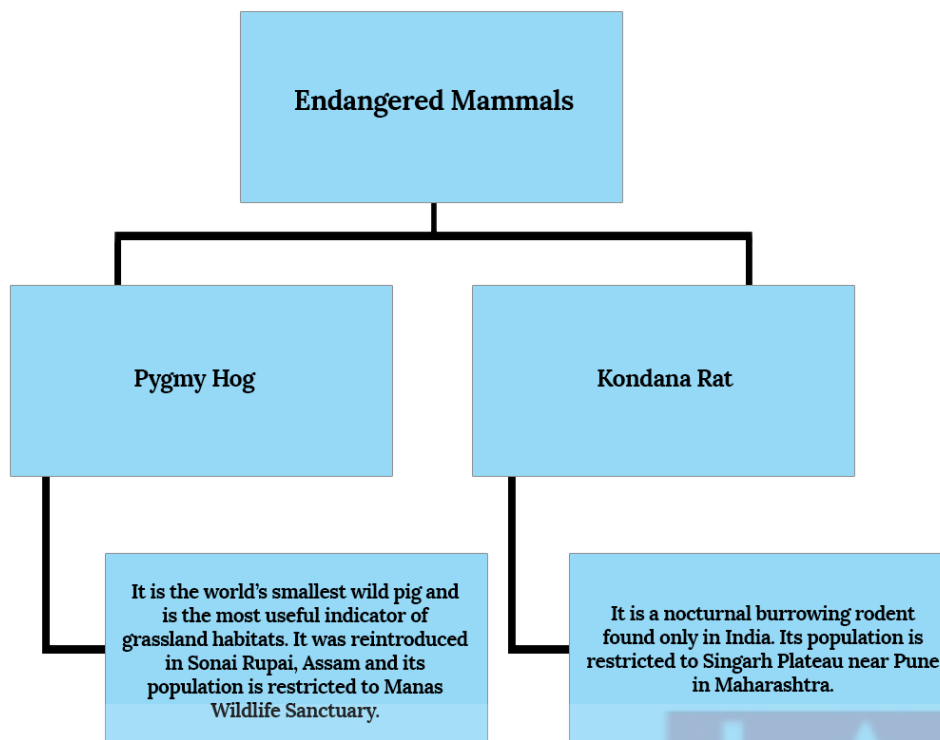 Endangered Mammals
Pygmy Hog
Kondana Rat
It is the world’s smallest wild pig and
is the most useful indicator of
grassland habitats. It was reintroduced
in Sonai Rupai, Assam and its
population is restricted to Manas
Wildlife Sanctuary.
It is a nocturnal burrowing rodent
found only in India. Its population is
restricted to Singarh Plateau near Pune
in Maharashtra.